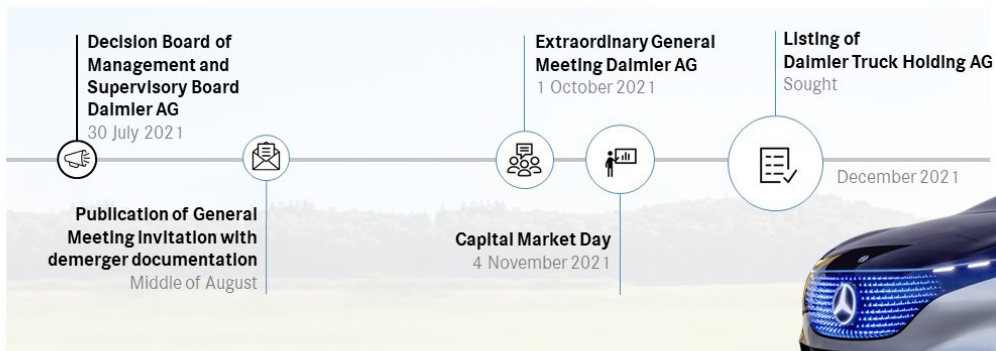 Decision Board of
Management and
Supervisory Board
Daimler AG
30 July 2021
Publication of General
Meeting Invitation with
demerger documentation
Middle of August
Extraordinary General
Meeting Daimler AG
1 October 2021
Capital Market Day
4 November 2021
Listing of
Daimler Truck Holding AG
Sought
December 2021